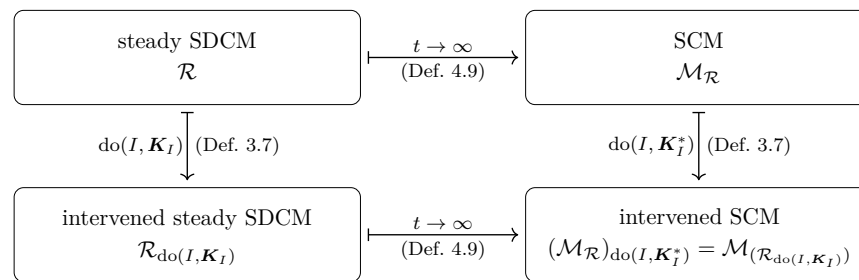 steady SDCM
ℛ
t → ∞
(Def. 4.9)
SCM
ℳ_ℛ
do(I, 𝑲_I) (Def. 3.7)
do(I, 𝑲*_I) (Def. 3.7)
intervened steady SDCM
ℛ_do(I,𝑲_I)
t → ∞
(Def. 4.9)
intervened SCM
(ℳ_ℛ)_do(I,𝑲*_I) = ℳ_(ℛ_do(I,𝑲_I))